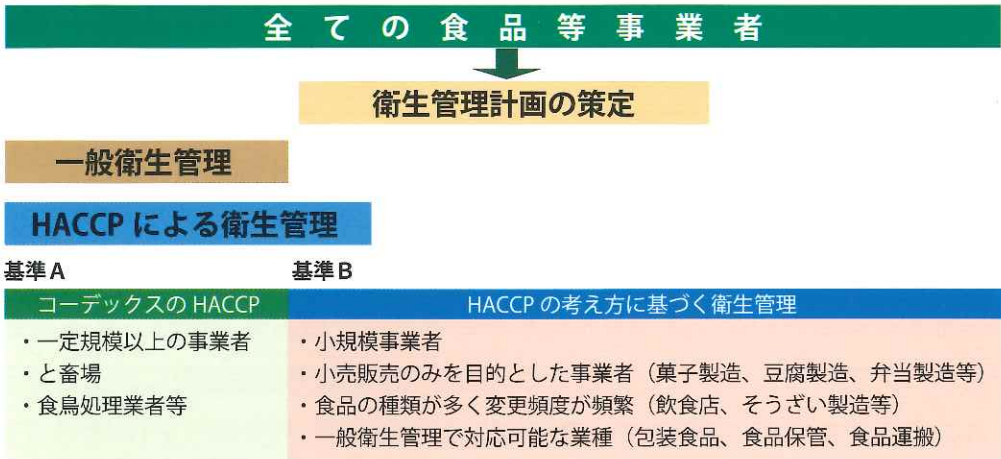 全ての食品等事業者
衛生管理計画の策定
一般衛生管理
HACCP による衛生管理
基準A
基準B
コーデックスの HACCP
・一定規模以上の事業者
・と畜場
・食鳥処理業者等
HACCP の考え方に基づく衛生管理
・小規模事業者
・小売販売のみを目的とした事業者（菓子製造、豆腐製造、弁当製造等）
・食品の種類が多く変更頻度が頻繁（飲食店、そうざい製造等）
・一般衛生管理で対応可能な業種（包装食品、食品保管、食品運搬）